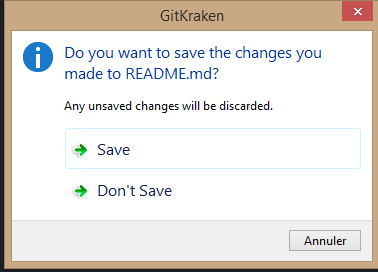 GitKraken
Do you want to save the changes you
made to README.md?
Any unsaved changes will be discarded.
Save
Don't Save
Annuler